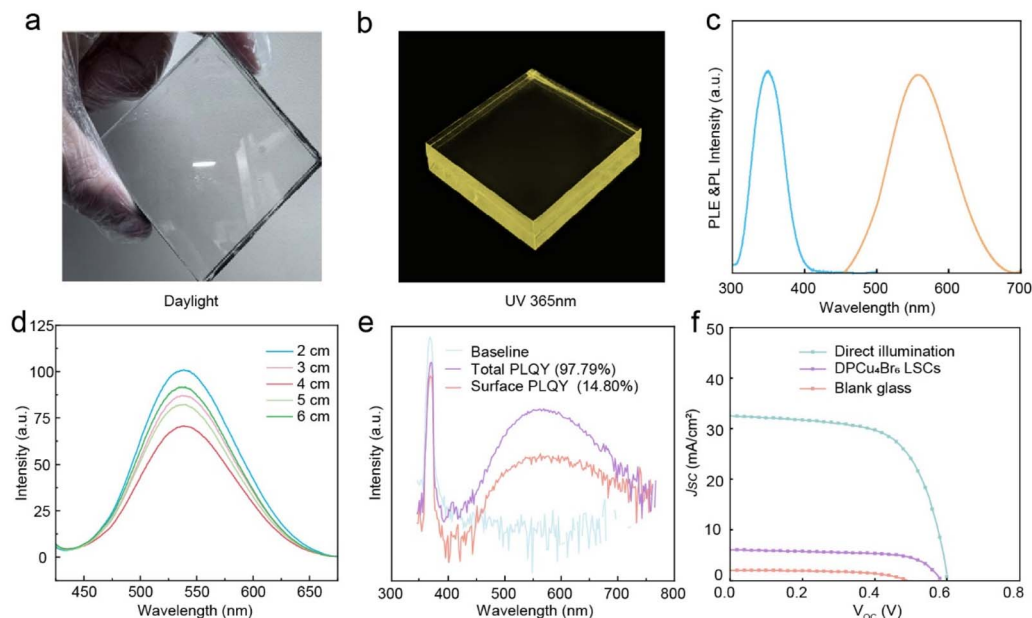 a
Daylight
b
UV 365nm
c
PLE &PL Intensity (a.u.)
300 400 500 600 700
Wavelength (nm)
d
Intensity (a.u.)
125
100
75
50
25
0
2 cm
3 cm
4 cm
5 cm
6 cm
450 500 550 600 650
Wavelength (nm)
e
Intensity (a.u.)
Baseline
Total PLQY (97.79%)
Surface PLQY (14.80%)
300 400 500 600 700 800
Wavelength (nm)
f
Jsc (mA/cm²)
50
40
30
20
10
0
Direct illumination
DPCu₄Br₆ LSCs
Blank glass
0.0 0.2 0.4 0.6 0.8
V_OC (V)